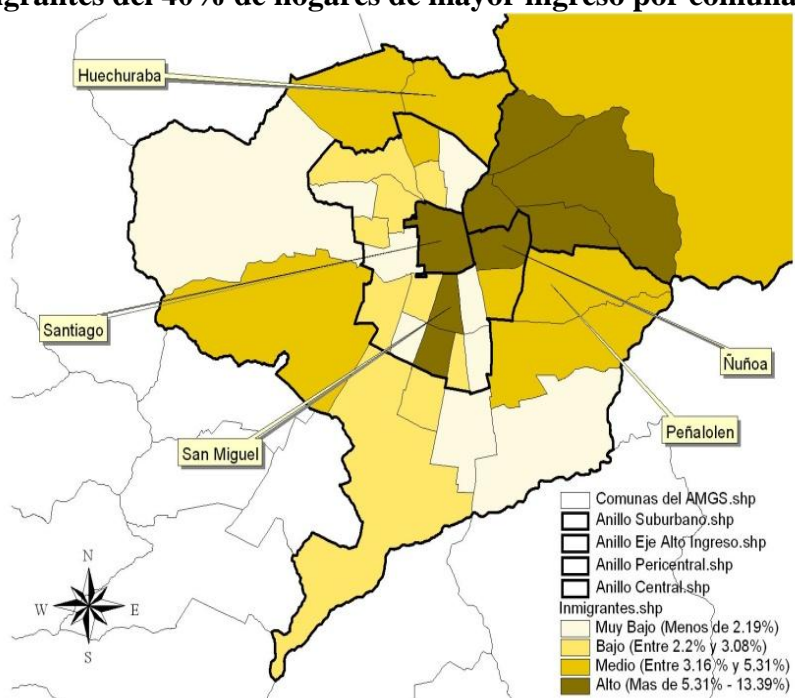 grantes del 40% de hogares de mayor ingreso por comuna
Huechuraba
Santiago
Ñuñoa
San Miguel
Peñalolen
N
W
E
S
Comunas del AMGS.shp
Anillo Suburbano.shp
Anillo Eje Alto Ingreso.shp
Anillo Pericentral.shp
Anillo Central.shp
Inmigrantes.shp
Muy Bajo (Menos de 2.19%)
Bajo (Entre 2.2% y 3.08%)
Medio (Entre 3.16% y 5.31%)
Alto (Mas de 5.31% - 13.39%)